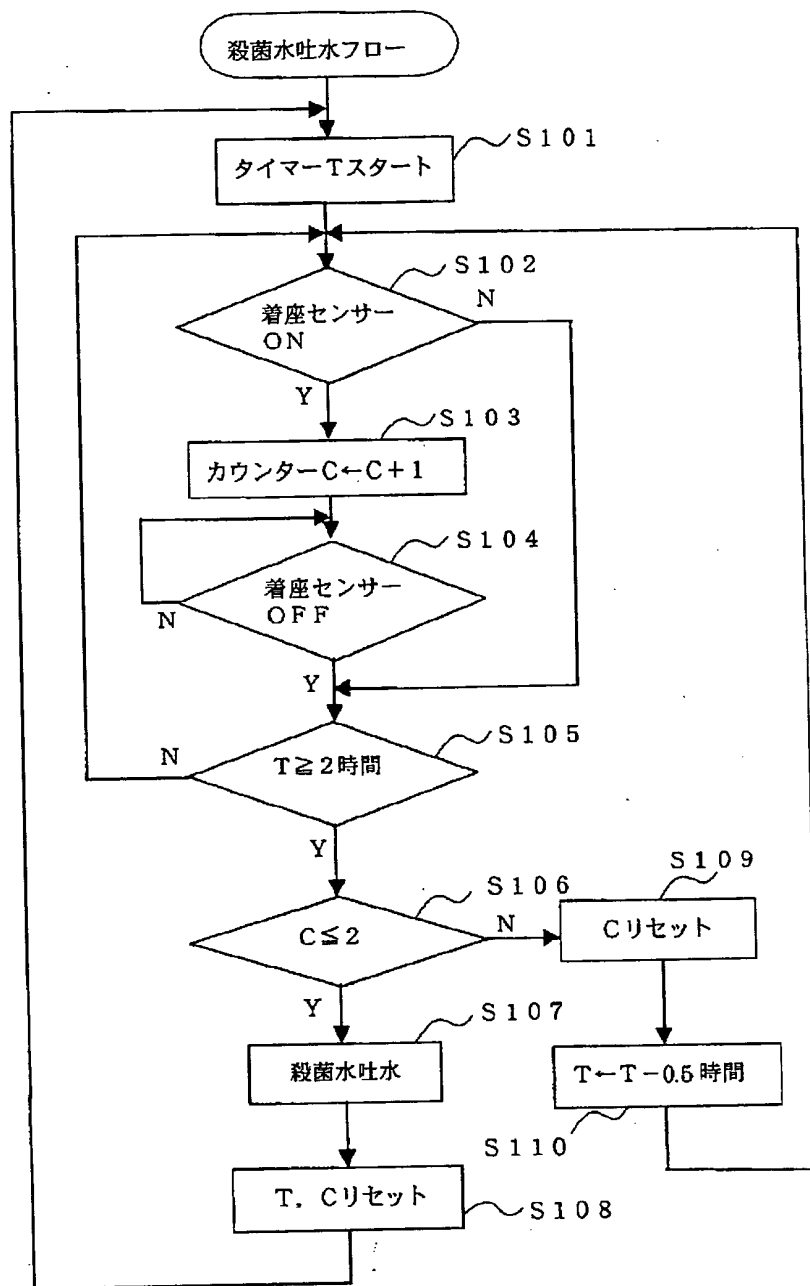 殺菌水吐水フロー
S101
タイマーTスタート
S102
着座センサー
ON
N
Y
S103
カウンターC←C+1
S104
着座センサー
OFF
N
Y
S105
T≧2時間
N
Y
S106
C≦2
N
Y
S109
Cリセット
S107
殺菌水吐水
T←T-0.5時間
S110
T,Cリセット
S108